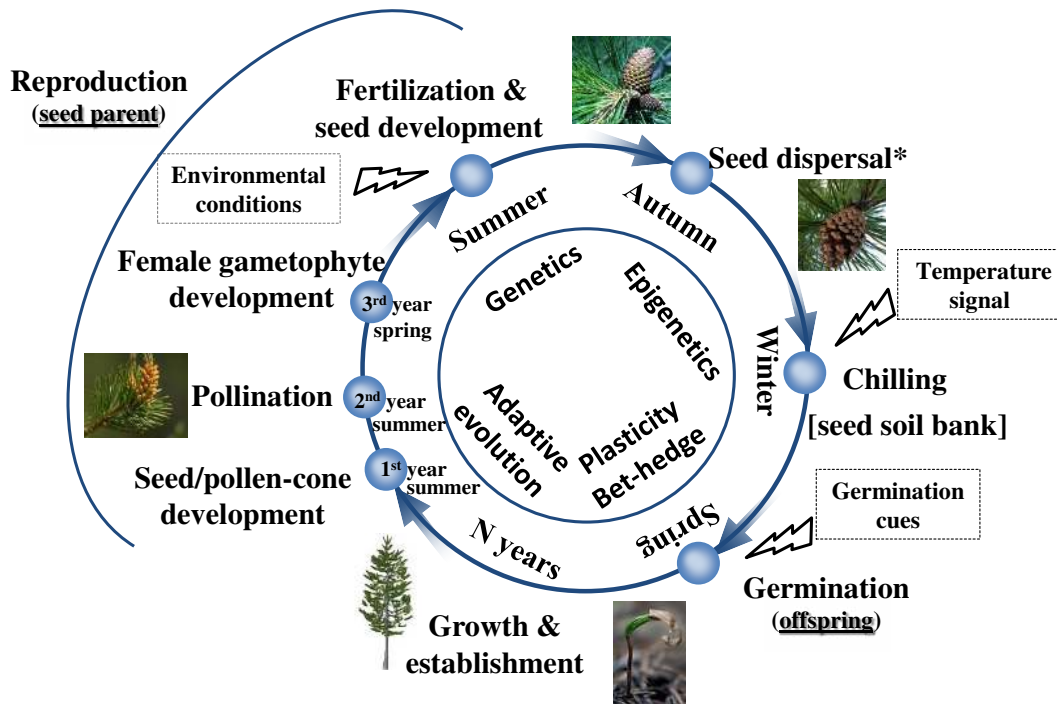 Reproduction
(seed parent)
Fertilization &
seed development
Environmental
conditions
Seed dispersal*
Summer
Autumn
Female gametophyte
development
3rd year
spring
Genetics
Epigenetics
Temperature
signal
Winter
Chilling
[seed soil bank]
Pollination
2nd year
summer
Adaptive
evolution
Plasticity
Bet-hedge
Seed/pollen-cone
development
1st year
summer
Germination
cues
Spring
N years
Germination
(offspring)
Growth &
establishment